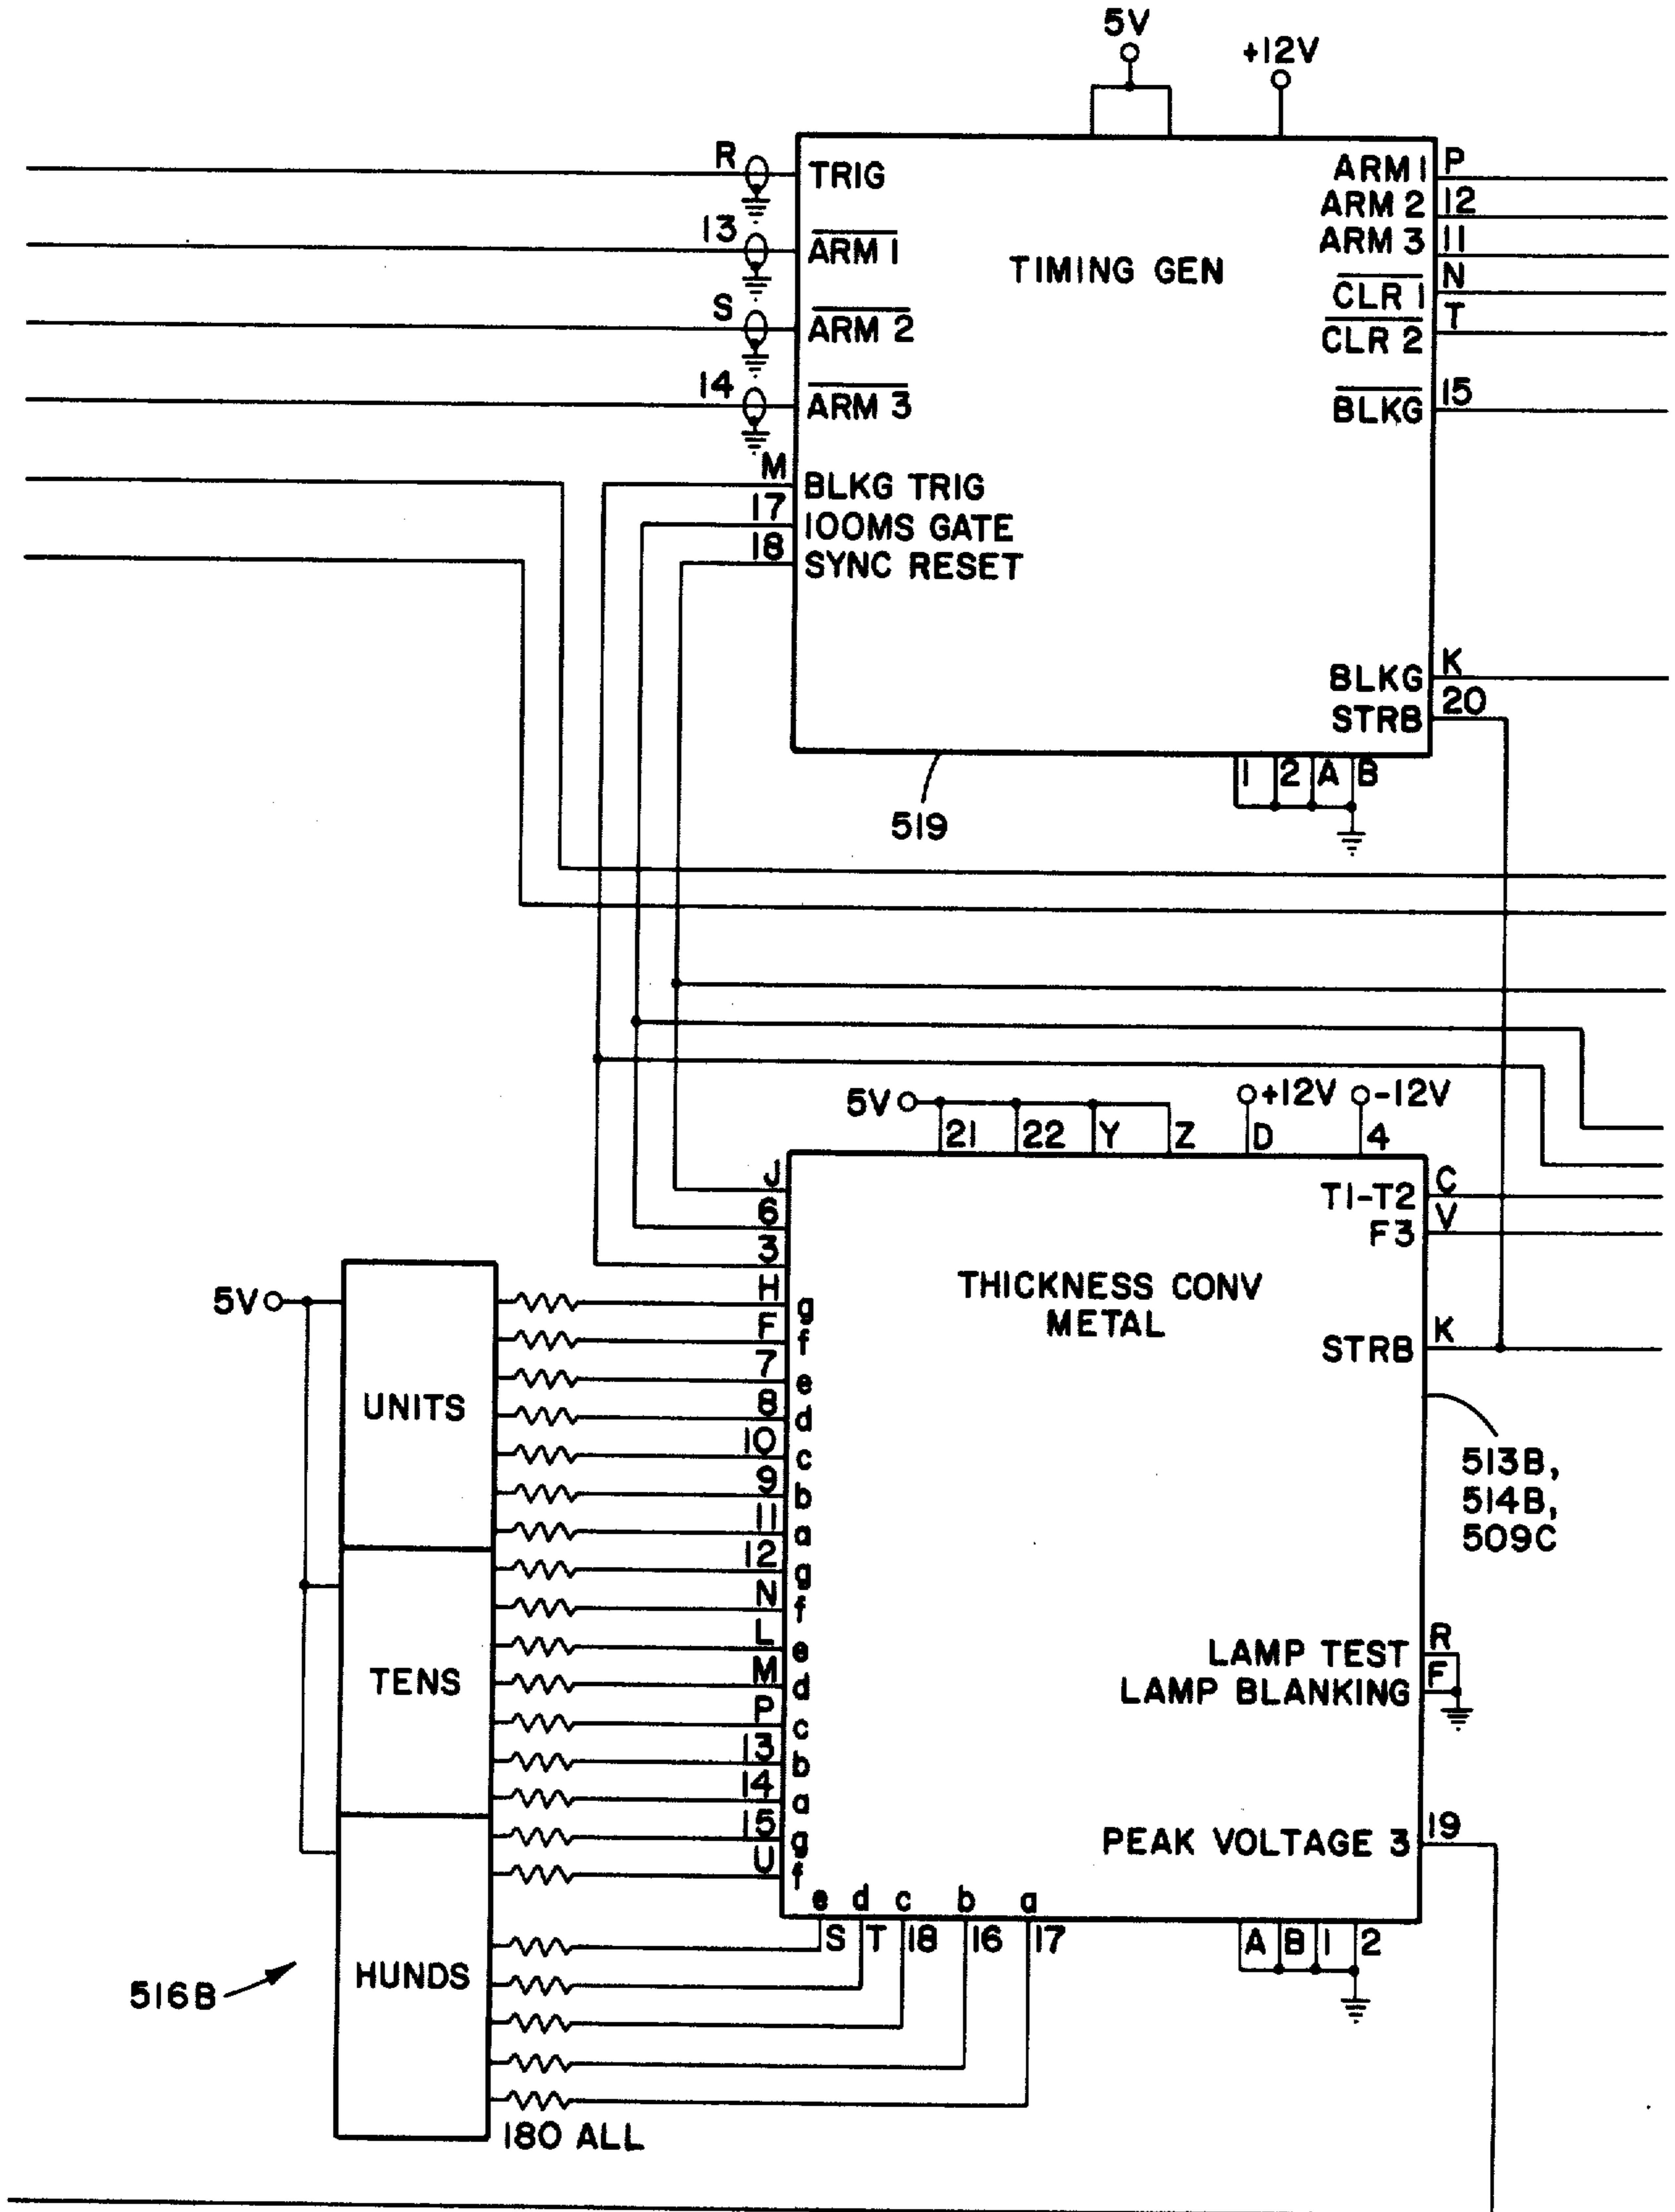 5V
+12V
R
TRIG
ARM 1
P
ARM 2
12
13
ARM 1
ARM 3
11
TIMING GEN
CLR 1
N
S
ARM 2
CLR 2
T
14
ARM 3
BLKG
15
M
BLKG TRIG
17
100MS GATE
18
SYNC RESET
BLKG
K
STRB
20
1 2 A B
519
5V
+12V
-12V
21 22 Y Z D 4
J
T1-T2
C
6
F3
V
3
THICKNESS CONV
METAL
5V
H
g
F
f
STRB
K
7
e
UNITS
8
d
10
c
513B,
514B,
509C
9
b
11
a
12
g
N
f
L
e
LAMP TEST
R
TENS
M
d
LAMP BLANKING
F
P
c
13
b
14
a
15
g
PEAK VOLTAGE 3
19
U
f
e d c b a
S T 18 16 17
A B 1 2
HUNDS
516B
180 ALL